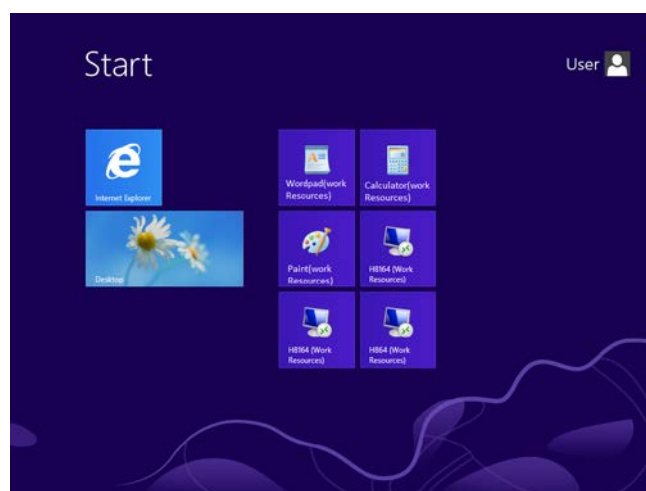 Start
User
Internet Explorer
Desktop
Wordpad(work
Resources)
Calculator(work
Resources)
Paint(work
Resources)
H8164 (Work
Resources)
H8164 (Work
Resources)
H864 (Work
Resources)